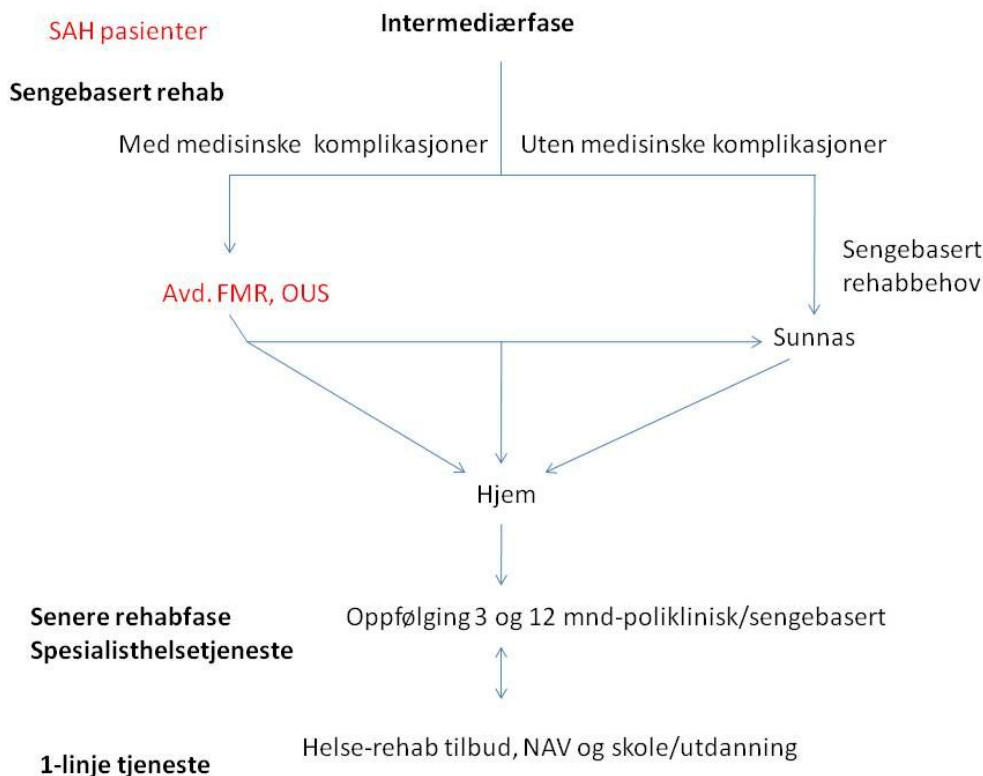 SAH pasienter
Intermediærfase
Sengebasert rehab
Med medisinske komplikasjoner
Uten medisinske komplikasjoner
Sengebasert
rehabbehov
Avd. FMR, OUS
Sunnas
Hjem
Senere rehabfase
Spesialisthelsetjeneste
Oppfølging 3 og 12 mnd-poliklinisk/sengebasert
Helse-rehab tilbud, NAV og skole/utdanning
1-linje tjeneste